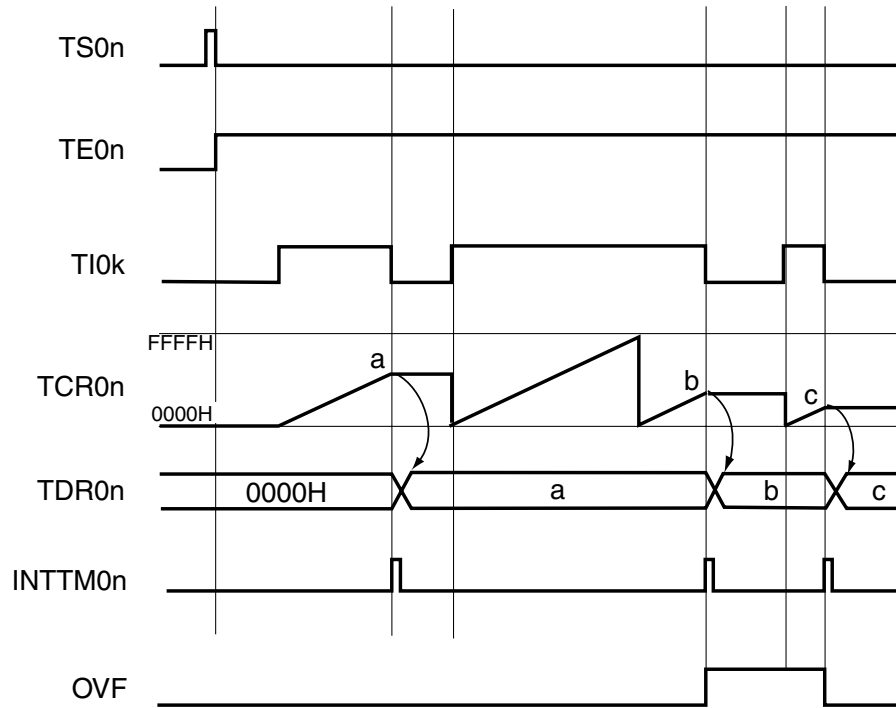 TS0n
TE0n
TI0k
FFFFH
a
b
c
TCR0n
0000H
TDR0n 0000H a b c
INTTM0n
OVF